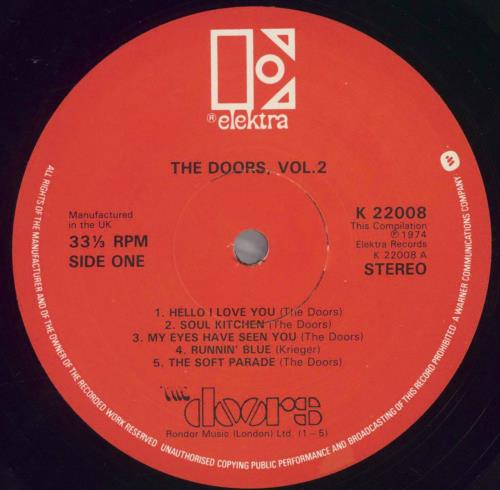 ® elektra
THE DOORS, VOL.2
Manufactured
in the UK
33⅓ RPM
SIDE ONE
K 22008
This Compilation
℗ 1974
Elektra Records
K 22008 A
STEREO
1. HELLO I LOVE YOU (The Doors)
2. SOUL KITCHEN (The Doors)
3. MY EYES HAVE SEEN YOU (The Doors)
4. RUNNIN' BLUE (Krieger)
5. THE SOFT PARADE (The Doors)
THE DOORS
Rondor Music (London) Ltd. (1–5)
ALL RIGHTS OF THE MANUFACTURER AND OF THE OWNER OF THE RECORDED WORK RESERVED UNAUTHORISED COPYING PUBLIC PERFORMANCE AND BROADCASTING OF THIS RECORD PROHIBITED A WARNER COMMUNICATIONS COMPANY